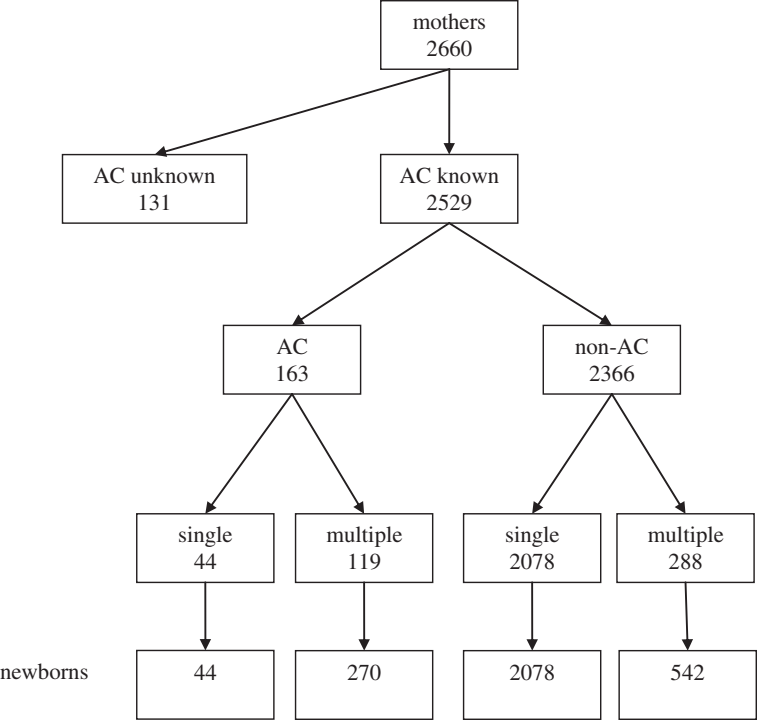 mothers
2660
AC unknown
131
AC known
2529
AC
163
non-AC
2366
single
44
multiple
119
single
2078
multiple
288
newborns
44
270
2078
542